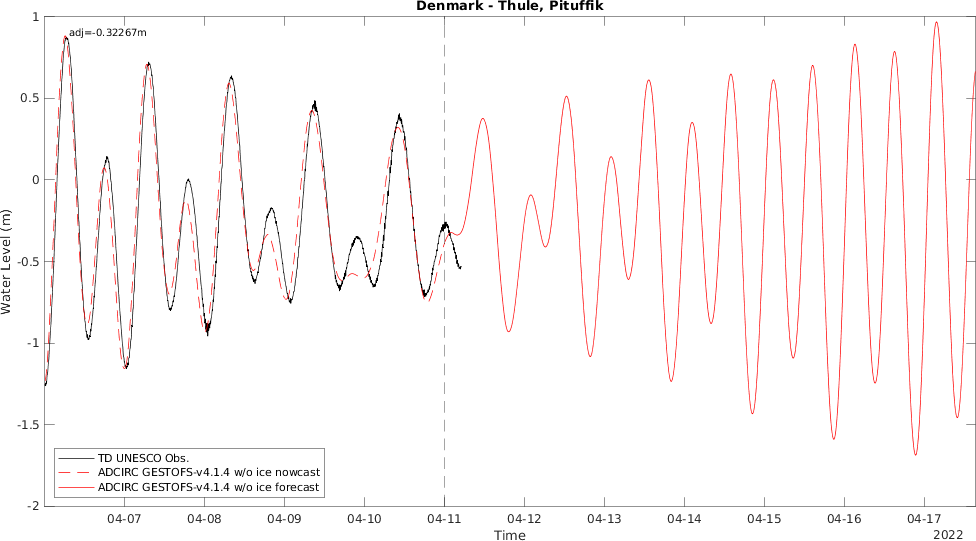 Denmark - Thule, Pituffik
adj=-0.32267m
1
0.5
0
-0.5
-1
-1.5
-2
Water Level (m)
TD UNESCO Obs.
ADCIRC GESTOFS-v4.1.4 w/o ice nowcast
ADCIRC GESTOFS-v4.1.4 w/o ice forecast
04-07 04-08 04-09 04-10 04-11 04-12 04-13 04-14 04-15 04-16 04-17
2022
Time